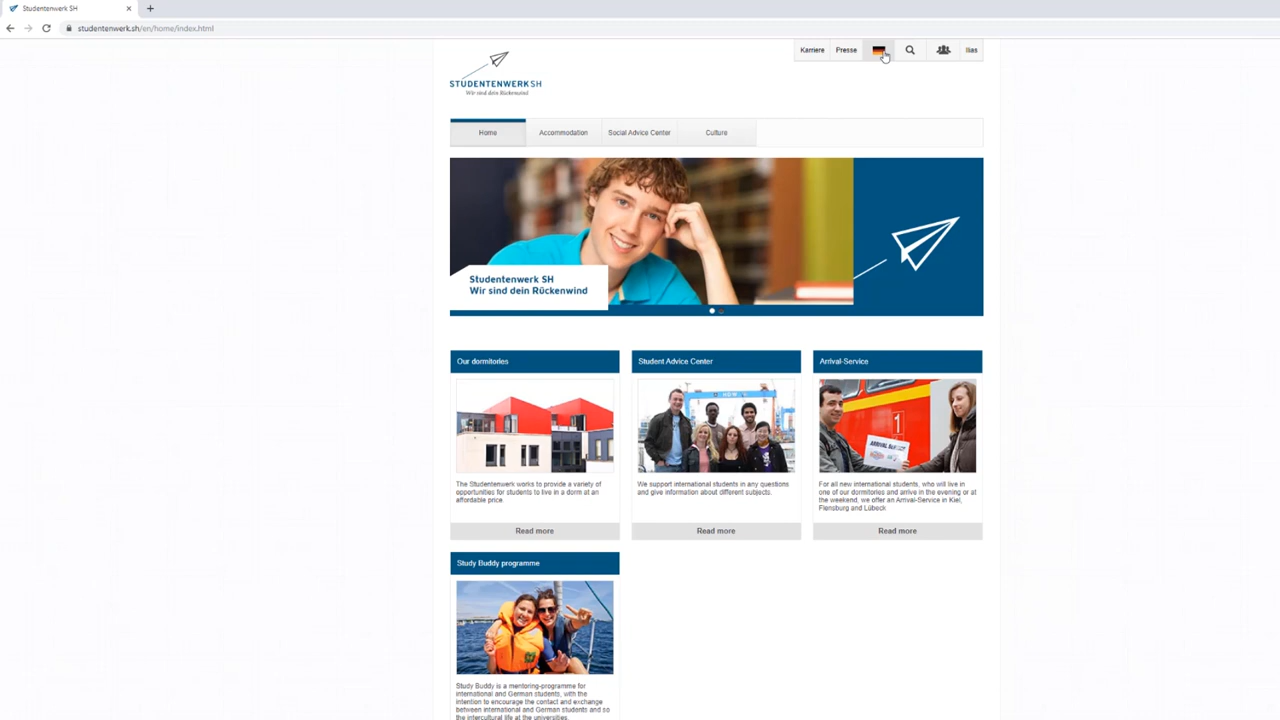 Studentenwerk SH
studentenwerk.sh/en/home/index.html
Karriere Presse Ilias
STUDENTENWERK SH
Wir sind dein Rückenwind
Home Accommodation Social Advice Center Culture
Studentenwerk SH
Wir sind dein Rückenwind
Our dormitories
The Studentenwerk works to provide a variety of
opportunities for students to live in a dorm at an
affordable price.
Read more
Student Advice Center
HDW
We support international students in any questions
and give information about different subjects.
Read more
Arrival-Service
1
ARRIVAL SERVICE
For all new international students, who will live in
one of our dormitories and arrive in the evening or at
the weekend, we offer an Arrival-Service in Kiel,
Flensburg and Lübeck
Read more
Study Buddy programme
Study Buddy is a mentoring-programme for
international and German students, with the
intention to encourage the contact and exchange
between international and German students and so
the intercultural life at the universities.